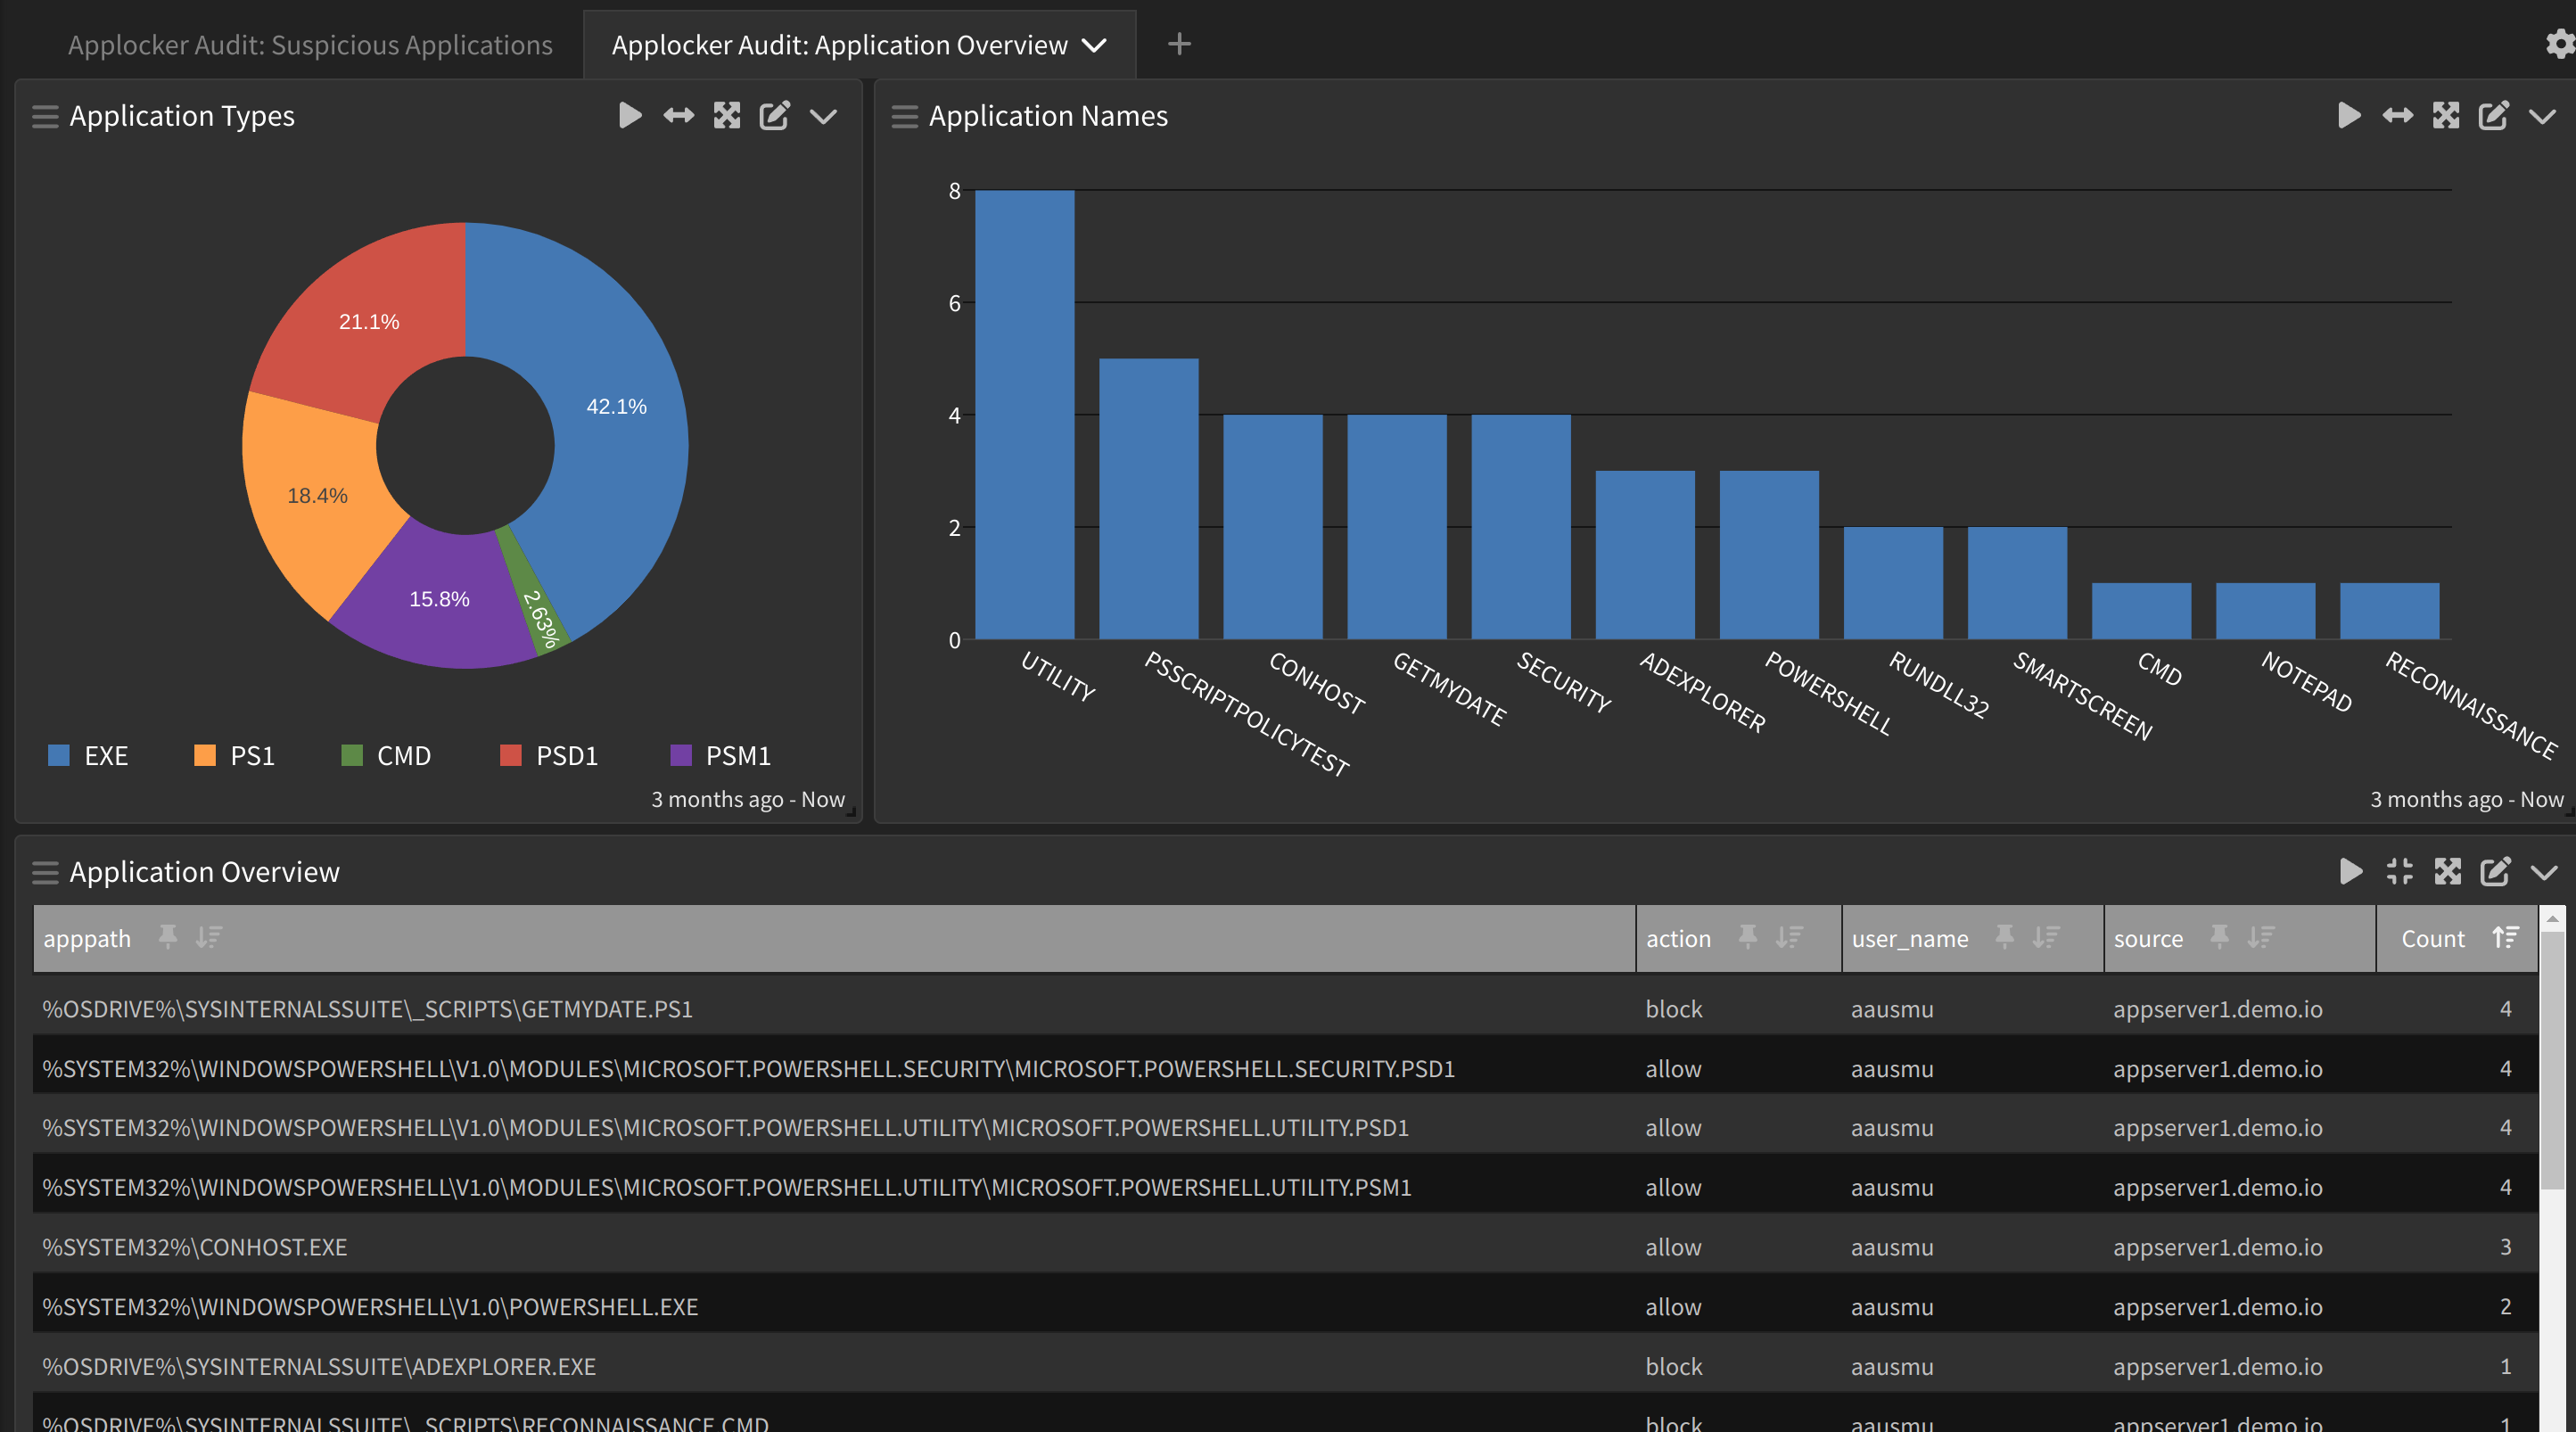 Applocker Audit: Suspicious Applications
Applocker Audit: Application Overview
Application Types
42.1%
2.63%
15.8%
18.4%
21.1%
EXE PS1 CMD PSD1 PSM1
3 months ago - Now
Application Names
8
6
4
2
0
UTILITY
PSSCRIPTPOLICYTEST
CONHOST
GETMYDATE
SECURITY
ADEXPLORER
POWERSHELL
RUNDLL32
SMARTSCREEN
CMD
NOTEPAD
RECONNAISSANCE
3 months ago - Now
Application Overview
apppath action user_name source Count
%OSDRIVE%\SYSINTERNALSSUITE\_SCRIPTS\GETMYDATE.PS1 block aausmu appserver1.demo.io 4
%SYSTEM32%\WINDOWSPOWERSHELL\V1.0\MODULES\MICROSOFT.POWERSHELL.SECURITY\MICROSOFT.POWERSHELL.SECURITY.PSD1 allow aausmu appserver1.demo.io 4
%SYSTEM32%\WINDOWSPOWERSHELL\V1.0\MODULES\MICROSOFT.POWERSHELL.UTILITY\MICROSOFT.POWERSHELL.UTILITY.PSD1 allow aausmu appserver1.demo.io 4
%SYSTEM32%\WINDOWSPOWERSHELL\V1.0\MODULES\MICROSOFT.POWERSHELL.UTILITY\MICROSOFT.POWERSHELL.UTILITY.PSM1 allow aausmu appserver1.demo.io 4
%SYSTEM32%\CONHOST.EXE allow aausmu appserver1.demo.io 3
%SYSTEM32%\WINDOWSPOWERSHELL\V1.0\POWERSHELL.EXE allow aausmu appserver1.demo.io 2
%OSDRIVE%\SYSINTERNALSSUITE\ADEXPLORER.EXE block aausmu appserver1.demo.io 1
%OSDRIVE%\SYSINTERNALSSUITE\_SCRIPTS\RECONNAISSANCE.CMD block aausmu appserver1.demo.io 1